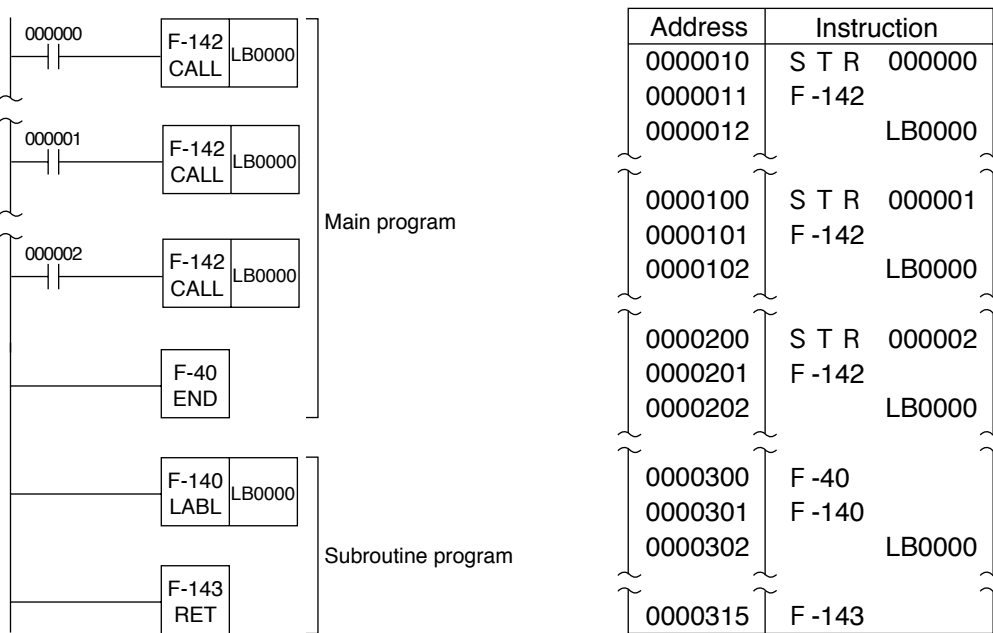 000000
F-142
CALL
LB0000
000001
F-142
CALL
LB0000
Main program
000002
F-142
CALL
LB0000
F-40
END
F-140
LABL
LB0000
Subroutine program
F-143
RET
Address Instruction
0000010 S T R 000000
0000011 F -142
0000012 LB0000
0000100 S T R 000001
0000101 F -142
0000102 LB0000
0000200 S T R 000002
0000201 F -142
0000202 LB0000
0000300 F -40
0000301 F -140
0000302 LB0000
0000315 F -143